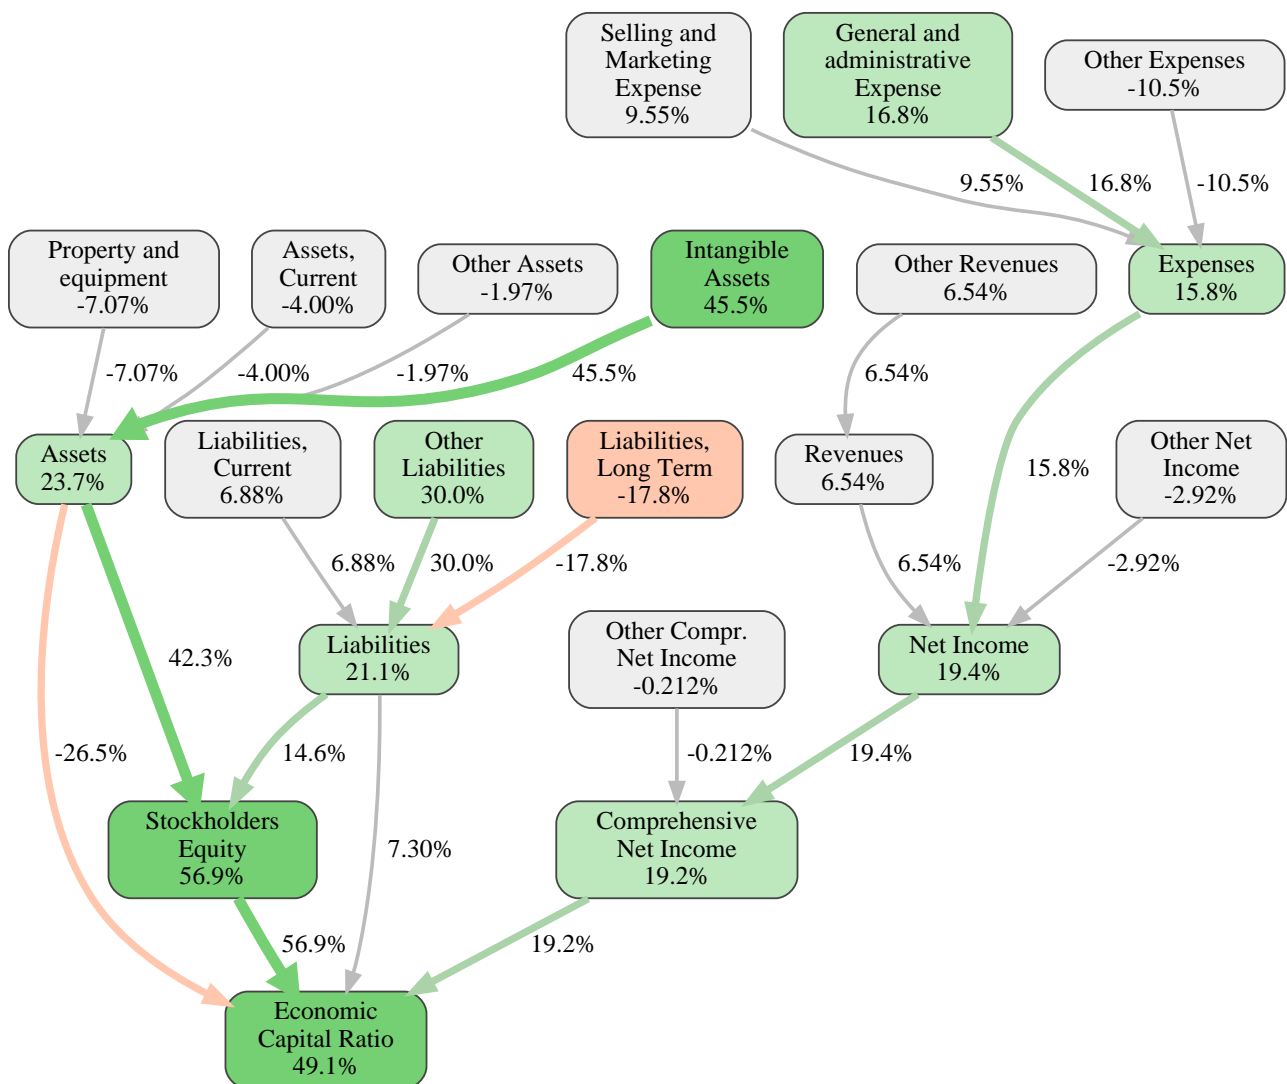 Selling and
Marketing
Expense
9.55%
General and
administrative
Expense
16.8%
Other Expenses
-10.5%
9.55%
16.8%
-10.5%
Property and
equipment
-7.07%
Assets,
Current
-4.00%
Other Assets
-1.97%
Intangible
Assets
45.5%
Other Revenues
6.54%
Expenses
15.8%
-7.07%
-4.00%
-1.97%
45.5%
6.54%
Assets
23.7%
Liabilities,
Current
6.88%
Other
Liabilities
30.0%
Liabilities,
Long Term
-17.8%
Revenues
6.54%
15.8%
Other Net
Income
-2.92%
6.88%
30.0%
-17.8%
6.54%
-2.92%
42.3%
Liabilities
21.1%
Other Compr.
Net Income
-0.212%
Net Income
19.4%
-26.5%
14.6%
-0.212%
19.4%
Stockholders
Equity
56.9%
7.30%
Comprehensive
Net Income
19.2%
56.9%
19.2%
Economic
Capital Ratio
49.1%